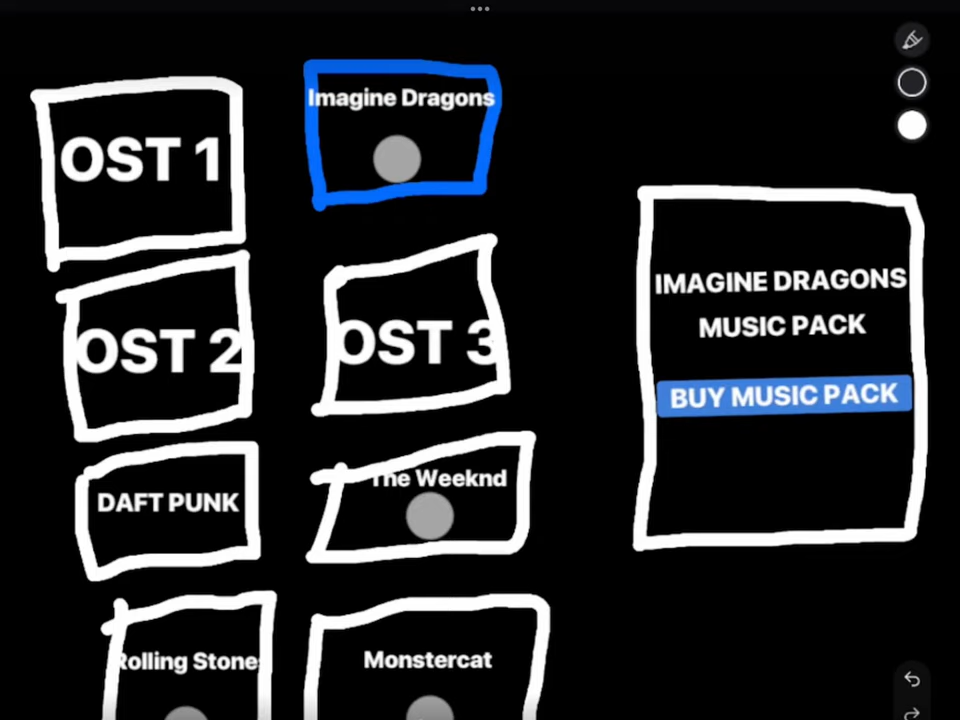 OST 1
Imagine Dragons
OST 2
OST 3
DAFT PUNK
The Weeknd
Rolling Stones
Monstercat
IMAGINE DRAGONS
MUSIC PACK
BUY MUSIC PACK